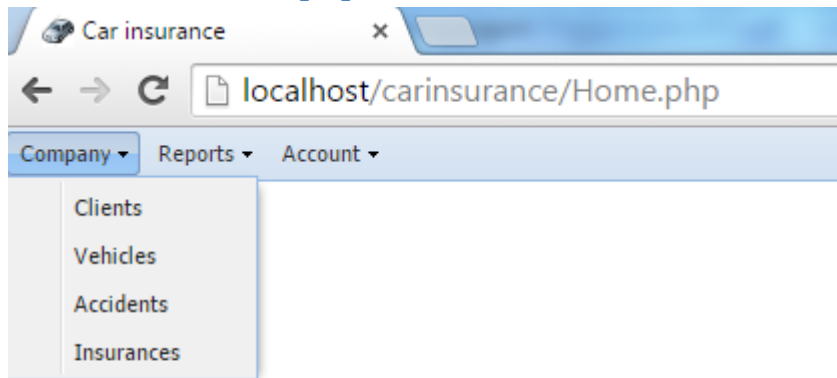 Car insurance
localhost/carinsurance/Home.php
Company Reports Account
Clients
Vehicles
Accidents
Insurances